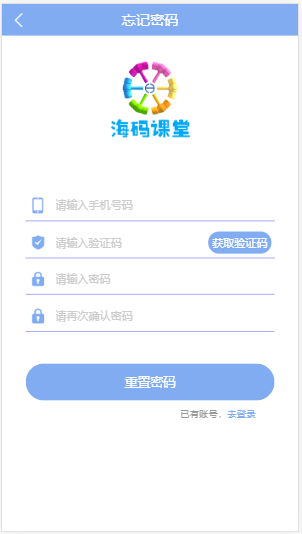 忘记密码
海码课堂
请输入手机号码
请输入验证码 获取验证码
请输入密码
请再次确认密码
重置密码
已有账号，去登录